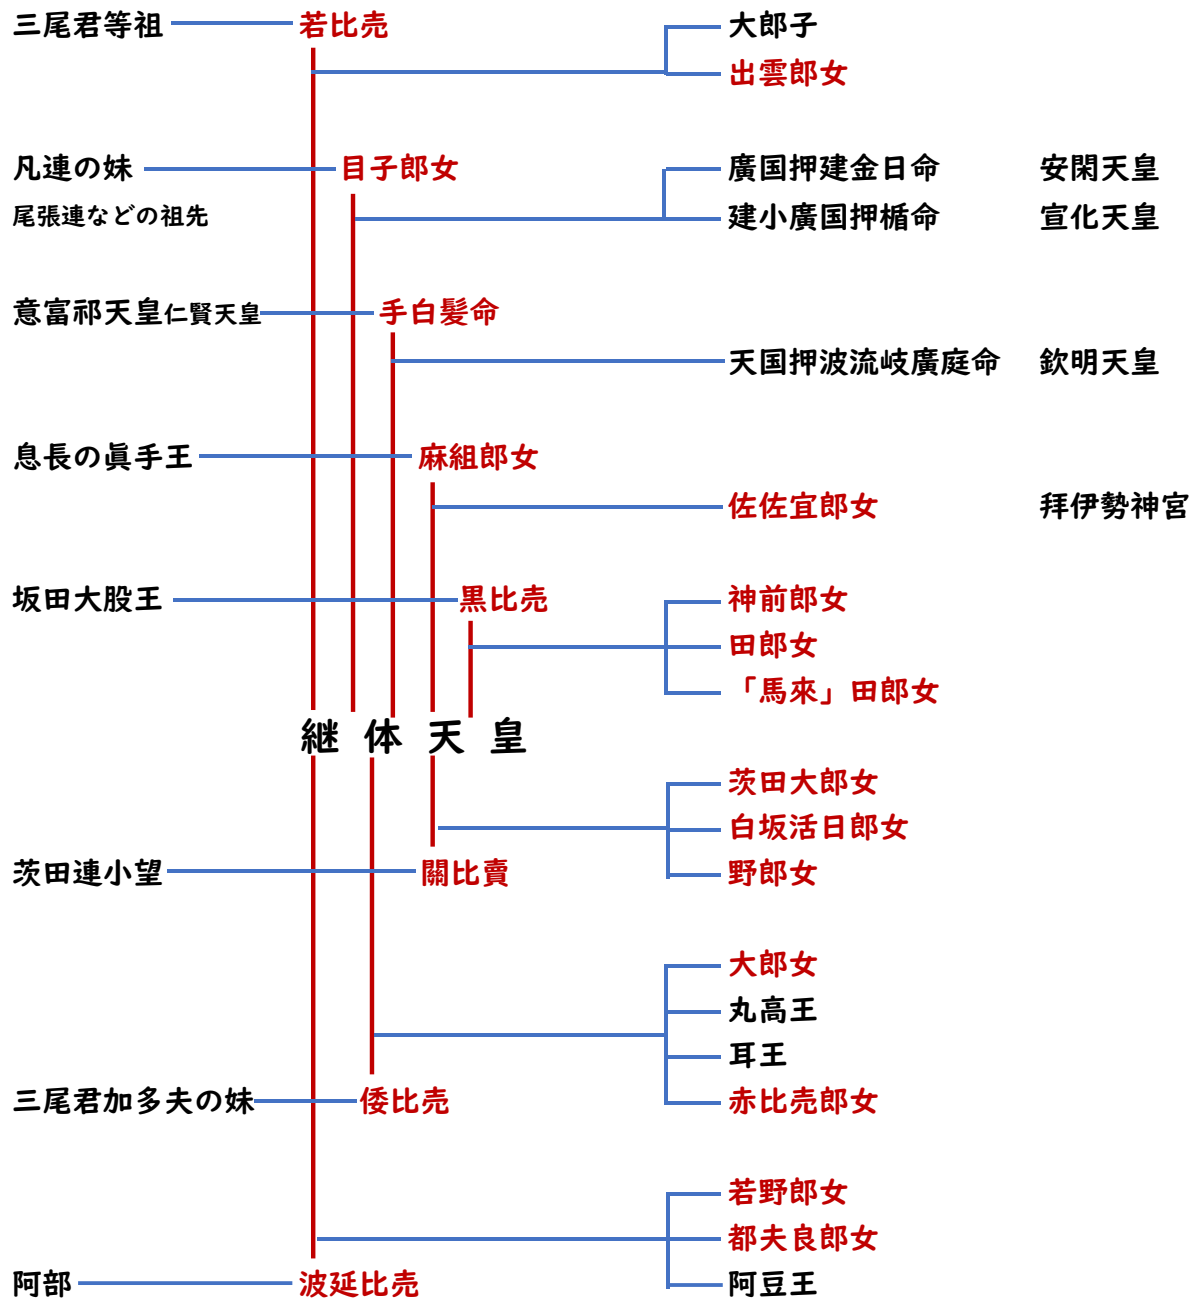 三尾君等祖 若比売 大郎子
出雲郎女
凡連の妹 目子郎女 廣国押建金日命 安閑天皇
尾張連などの祖先 建小廣国押楯命 宣化天皇
意富祁天皇仁賢天皇 手白髪命
天国押波流岐廣庭命 欽明天皇
息長の眞手王 麻組郎女
佐佐宜郎女 拝伊勢神宮
坂田大股王 黒比売 神前郎女
田郎女
「馬來」田郎女
継体天皇
茨田大郎女
白坂活日郎女
茨田連小望 關比賣 野郎女
大郎女
丸高王
耳王
三尾君加多夫の妹 倭比売 赤比売郎女
若野郎女
都夫良郎女
阿部 波延比売 阿豆王